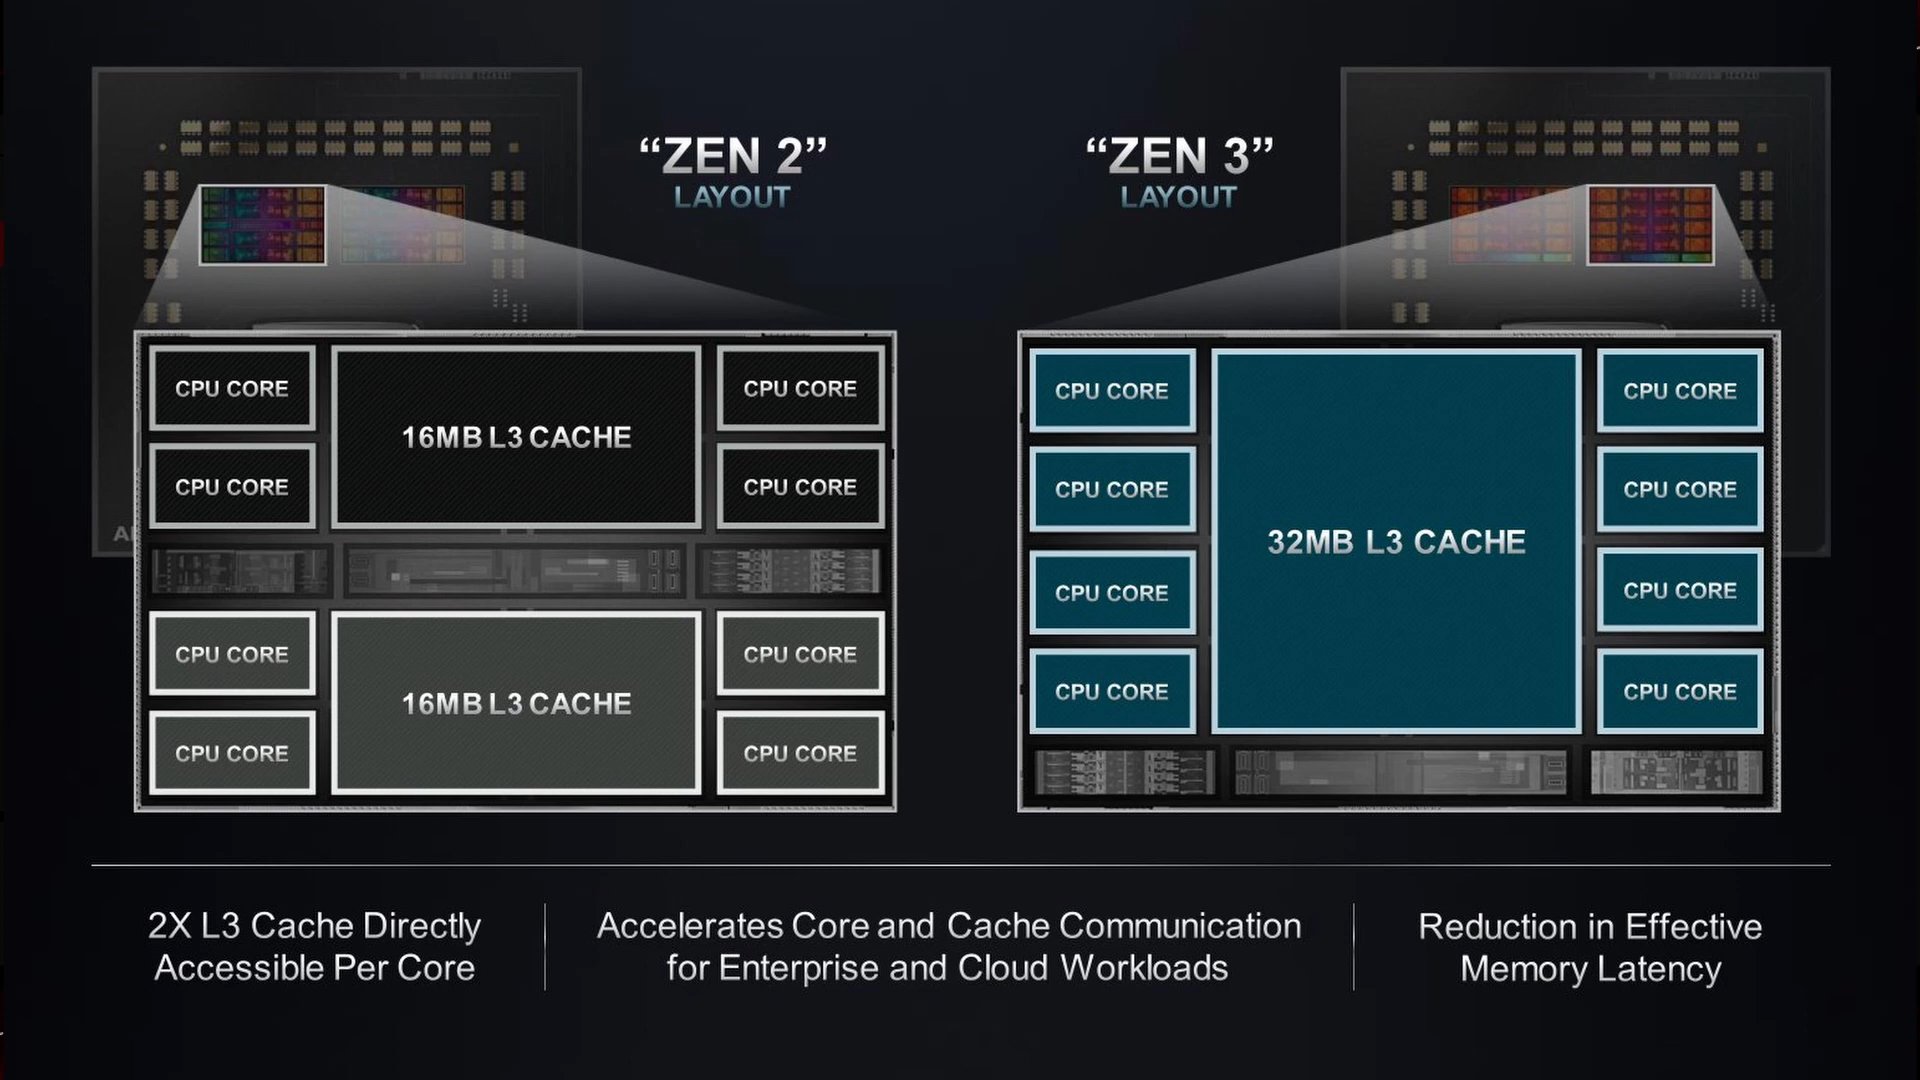 “ZEN 2”
LAYOUT
“ZEN 3”
LAYOUT
CPU CORE
16MB L3 CACHE
CPU CORE
CPU CORE
CPU CORE
CPU CORE
16MB L3 CACHE
CPU CORE
CPU CORE
CPU CORE
CPU CORE
32MB L3 CACHE
CPU CORE
CPU CORE
CPU CORE
CPU CORE
CPU CORE
CPU CORE
CPU CORE
2X L3 Cache Directly
Accessible Per Core
Accelerates Core and Cache Communication
for Enterprise and Cloud Workloads
Reduction in Effective
Memory Latency